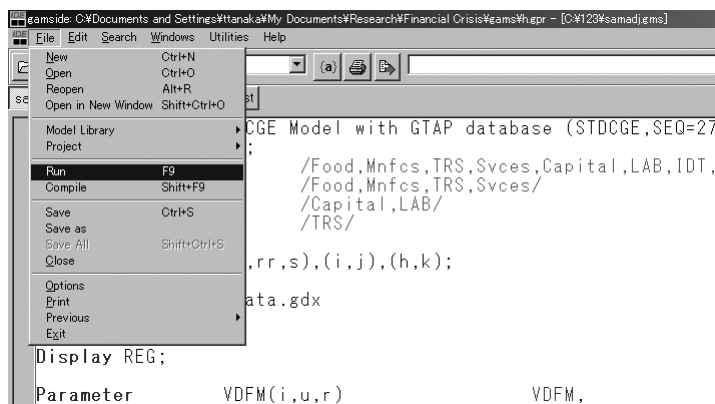 gamside: C:¥Documents and Settings¥ttanaka¥My Documents¥Research¥Financial Crisis¥gams¥h.gpr - [C:¥123¥samadj.gms]
IDE File Edit Search Windows Utilities Help
{a}
New Ctrl+N
Open Ctrl+O
Reopen Alt+R
Open in New Window Shift+Ctrl+O
Model Library
Project
Run F9
Compile Shift+F9
Save Ctrl+S
Save as
Save All Shift+Ctrl+S
Close
Options
Print
Previous
Exit
CGE Model with GTAP database (STDCGE,SEQ=27
;
/Food,Mnfcs,TRS,Svces,Capital,LAB,IDT,
/Food,Mnfcs,TRS,Svces/
/Capital,LAB/
/TRS/
,rr,s),(i,j),(h,k);
ata.gdx
Display REG;
Parameter VDFM(i,u,r) VDFM,